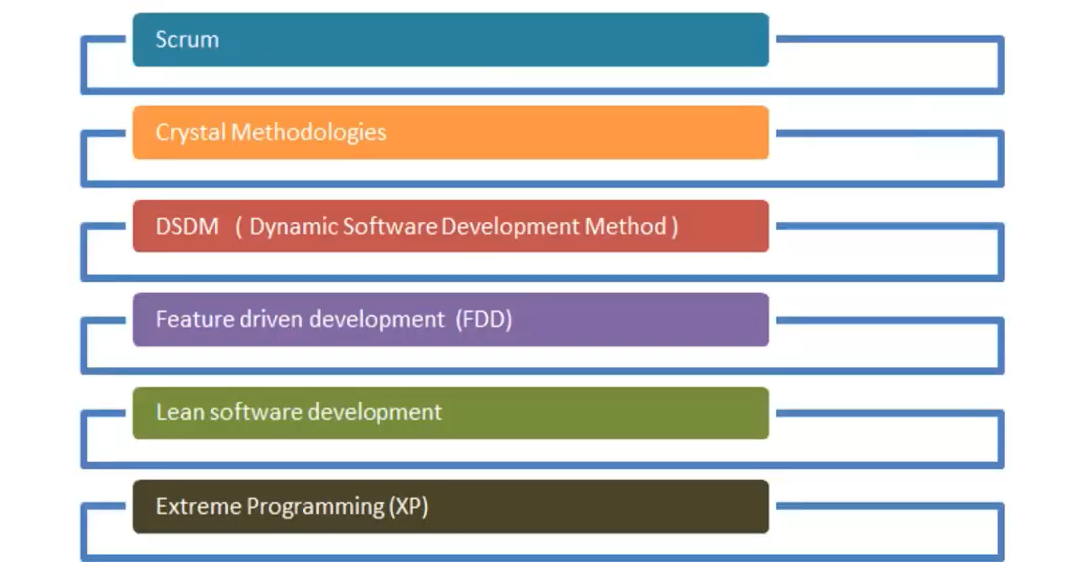 Scrum
Crystal Methodologies
DSDM ( Dynamic Software Development Method )
Feature driven development (FDD)
Lean software development
Extreme Programming (XP)